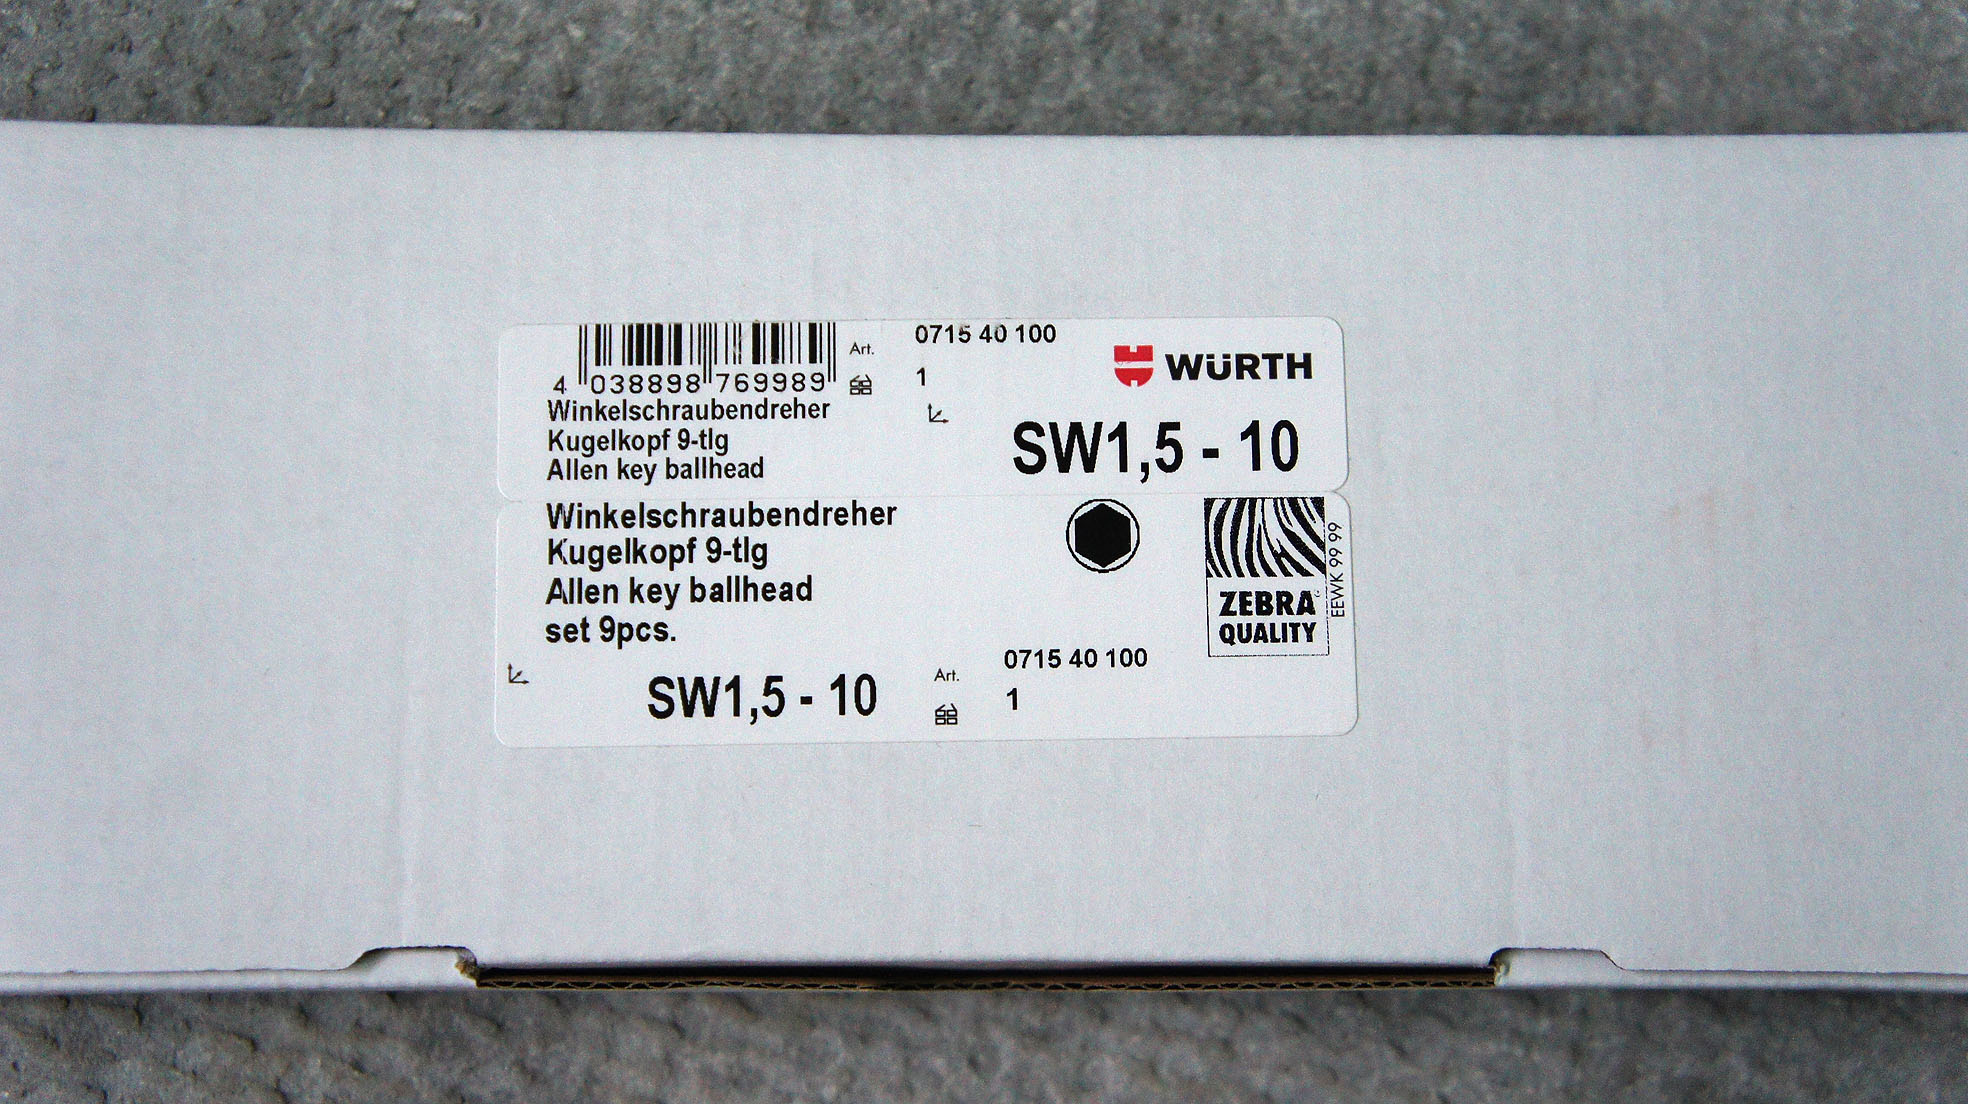 Art. 0715 40 100
WÜRTH
4 038898 769989
1
Winkelschraubendreher
Kugelkopf 9-tlg
Allen key ballhead
SW1,5 - 10
Winkelschraubendreher
Kugelkopf 9-tlg
Allen key ballhead
set 9pcs.
ZEBRA
QUALITY
EEWK 99 99
SW1,5 - 10
Art. 0715 40 100
1